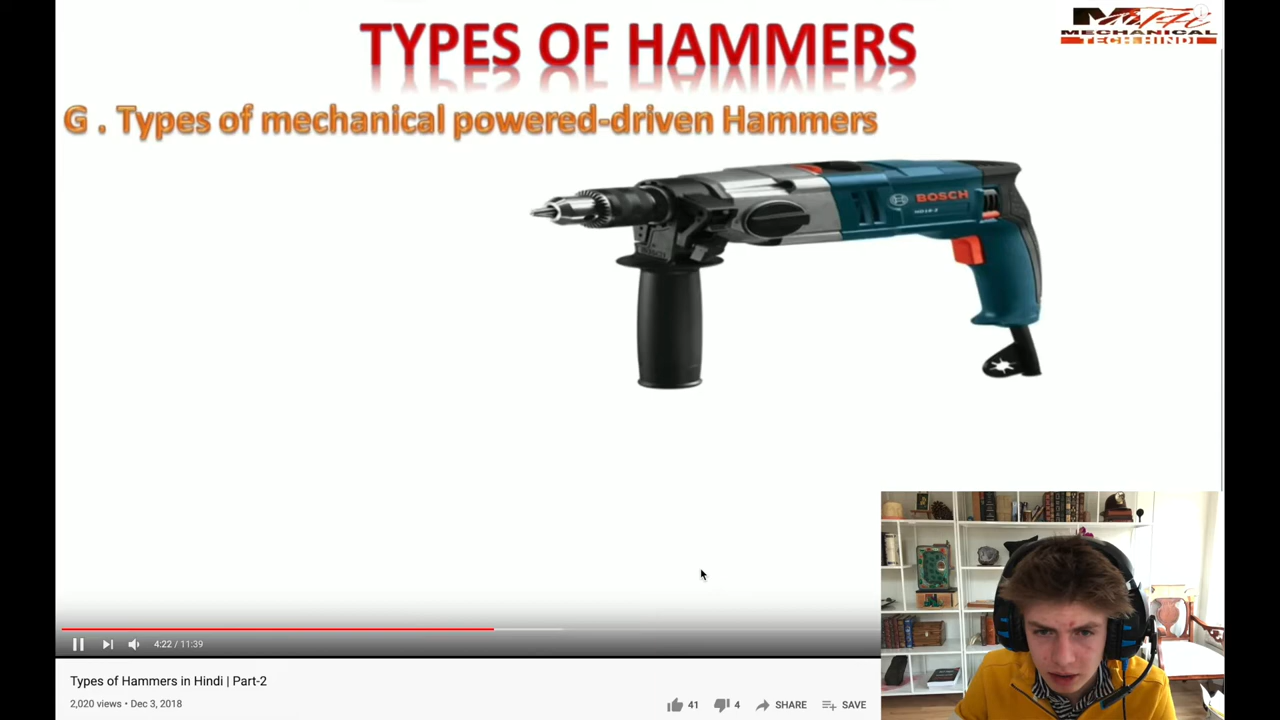 TYPES OF HAMMERS
MECHANICAL
TECH HINDI
G . Types of mechanical powered-driven Hammers
BOSCH
4:22 / 11:39
Types of Hammers in Hindi | Part-2
2,020 views • Dec 3, 2018
41
4
SHARE
SAVE